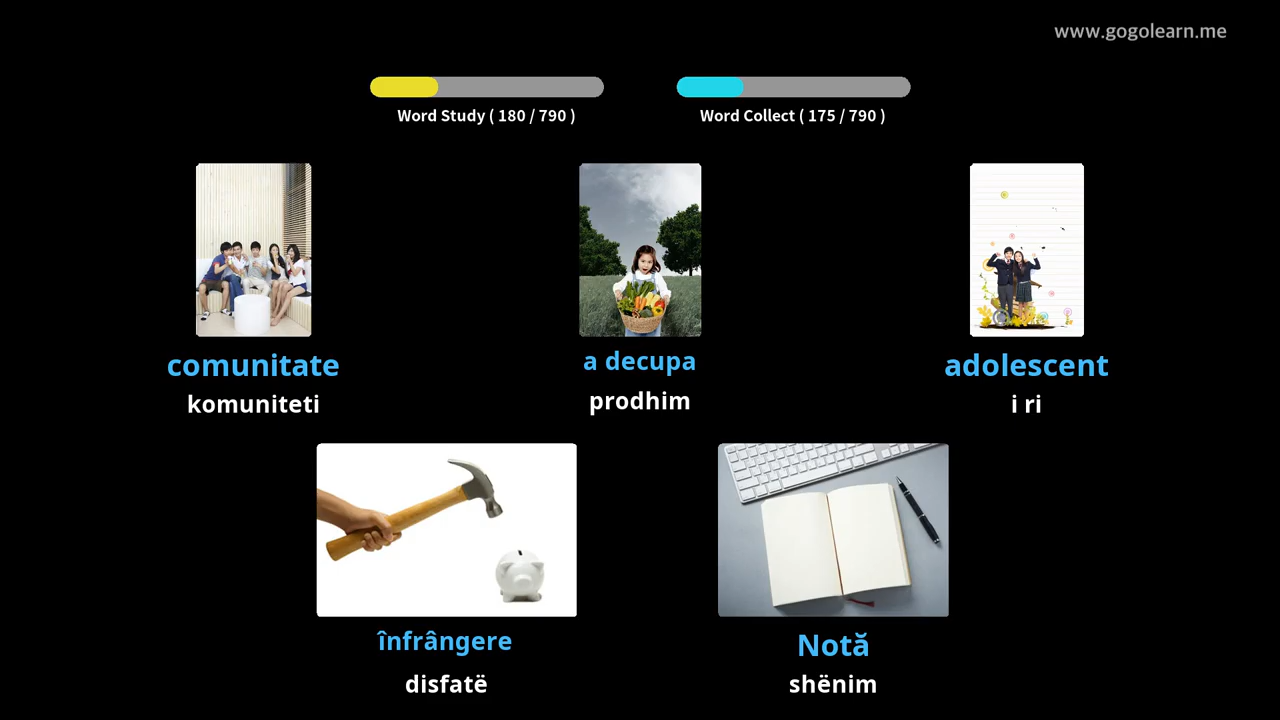 www.gogolearn.me
Word Study ( 180 / 790 )
Word Collect ( 175 / 790 )
comunitate
komuniteti
a decupa
prodhim
adolescent
i ri
înfrângere
disfatë
Notă
shënim